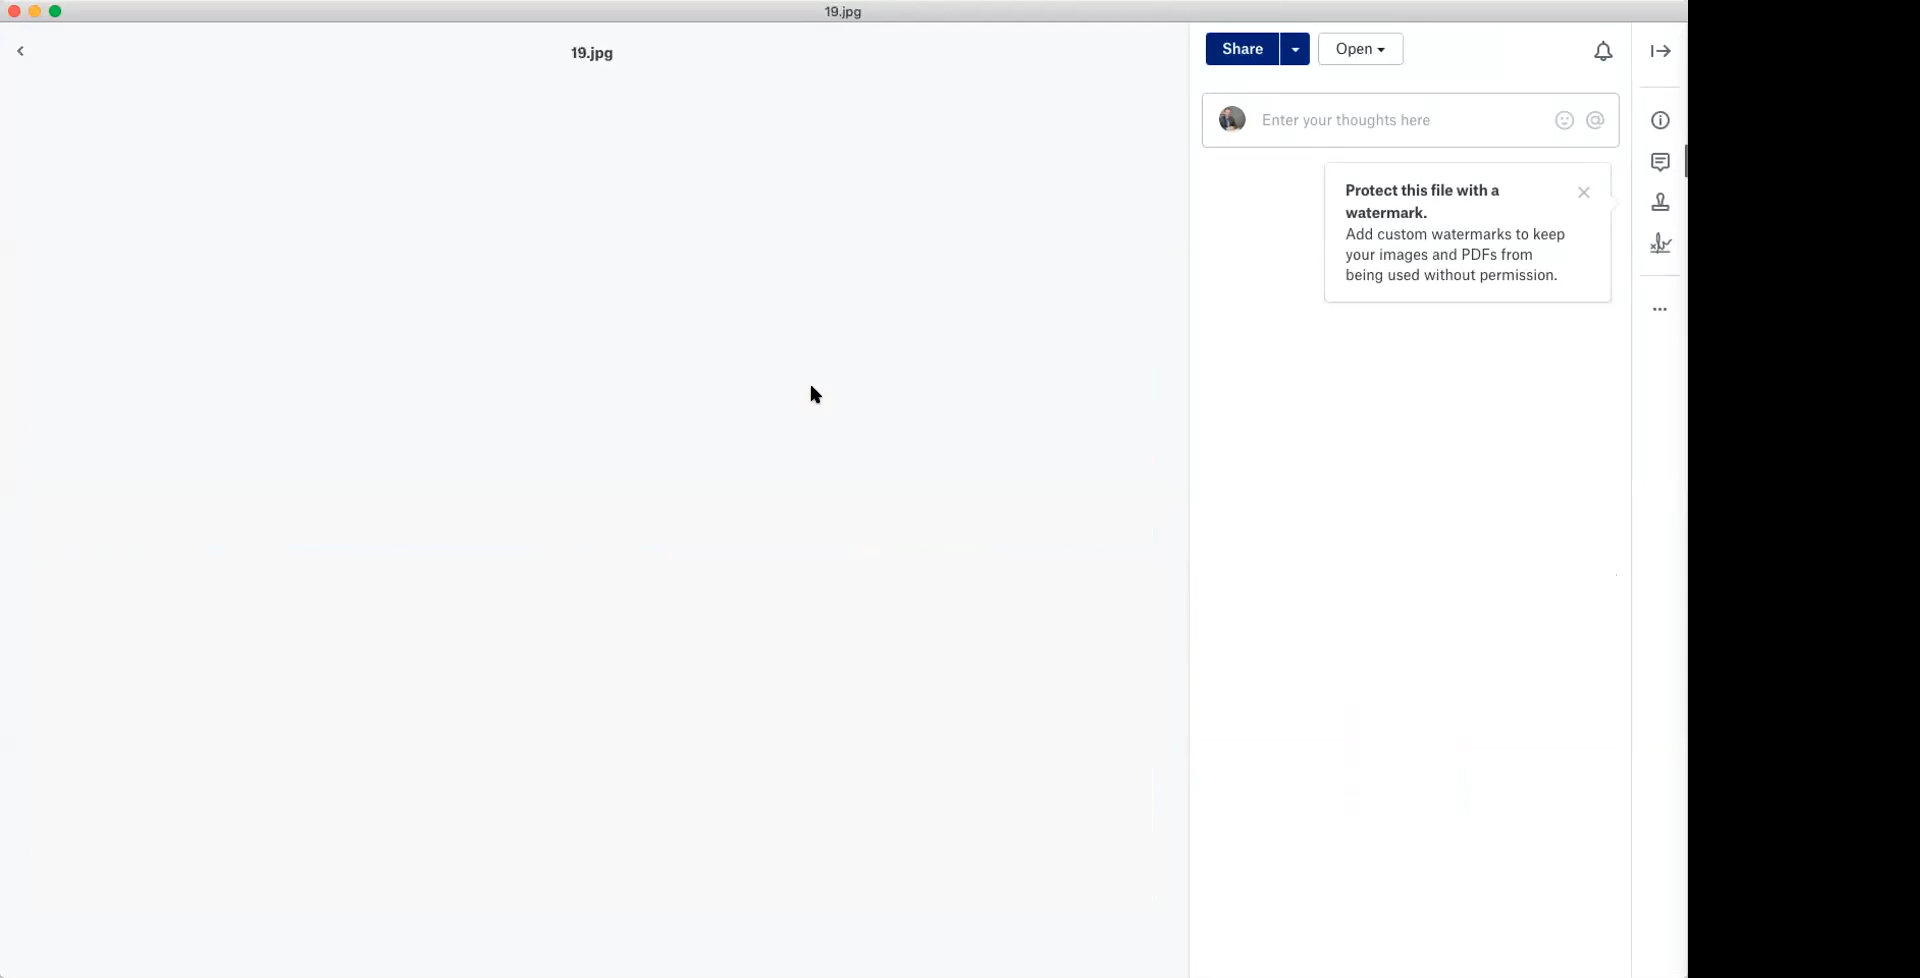 19.jpg
19.jpg
Share
Open
Enter your thoughts here
Protect this file with a
watermark.
Add custom watermarks to keep
your images and PDFs from
being used without permission.